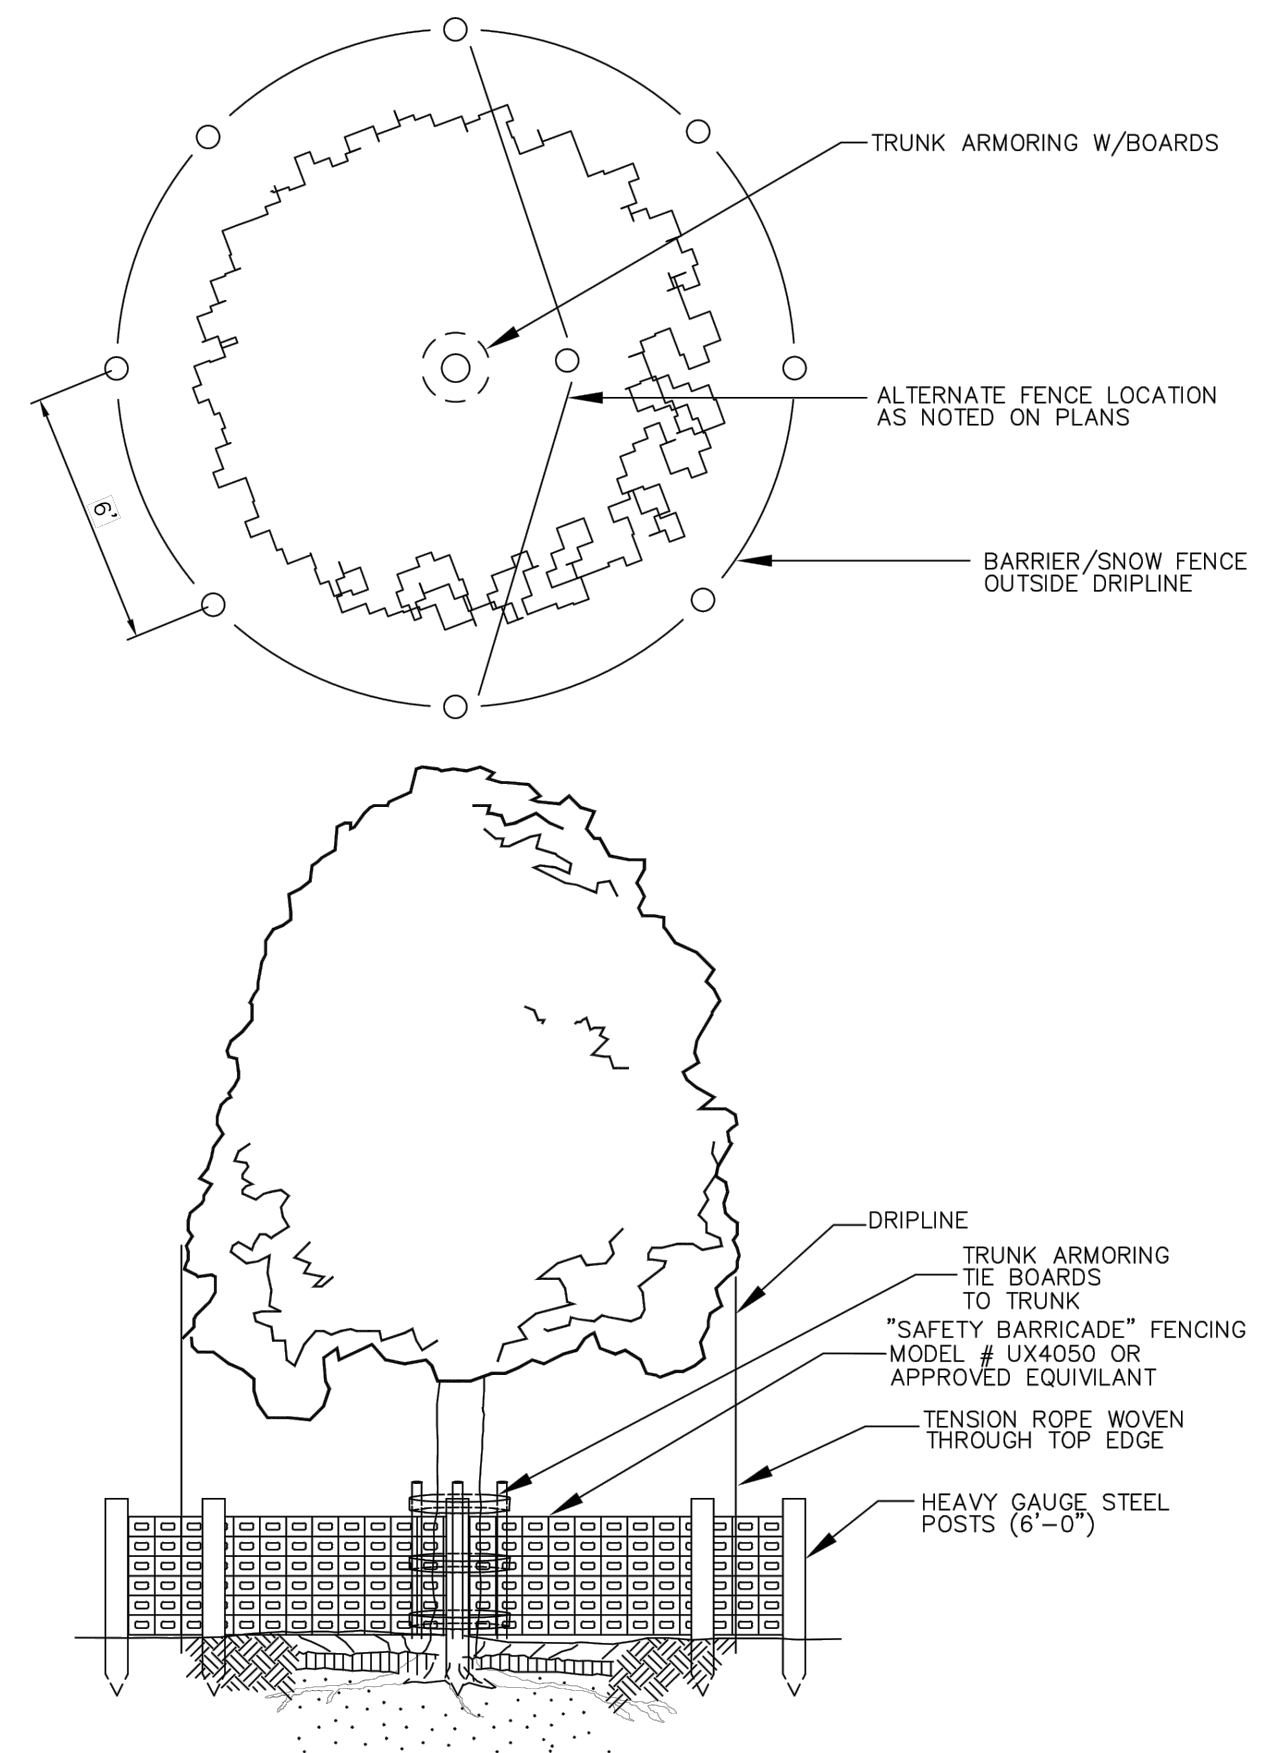 TRUNK ARMORING W/BOARDS
ALTERNATE FENCE LOCATION
AS NOTED ON PLANS
6'
BARRIER/SNOW FENCE
OUTSIDE DRIPLINE
DRIPLINE
TRUNK ARMORING
TIE BOARDS
TO TRUNK
"SAFETY BARRICADE" FENCING
MODEL # UX4050 OR
APPROVED EQUIVILANT
TENSION ROPE WOVEN
THROUGH TOP EDGE
HEAVY GAUGE STEEL
POSTS (6'-0")